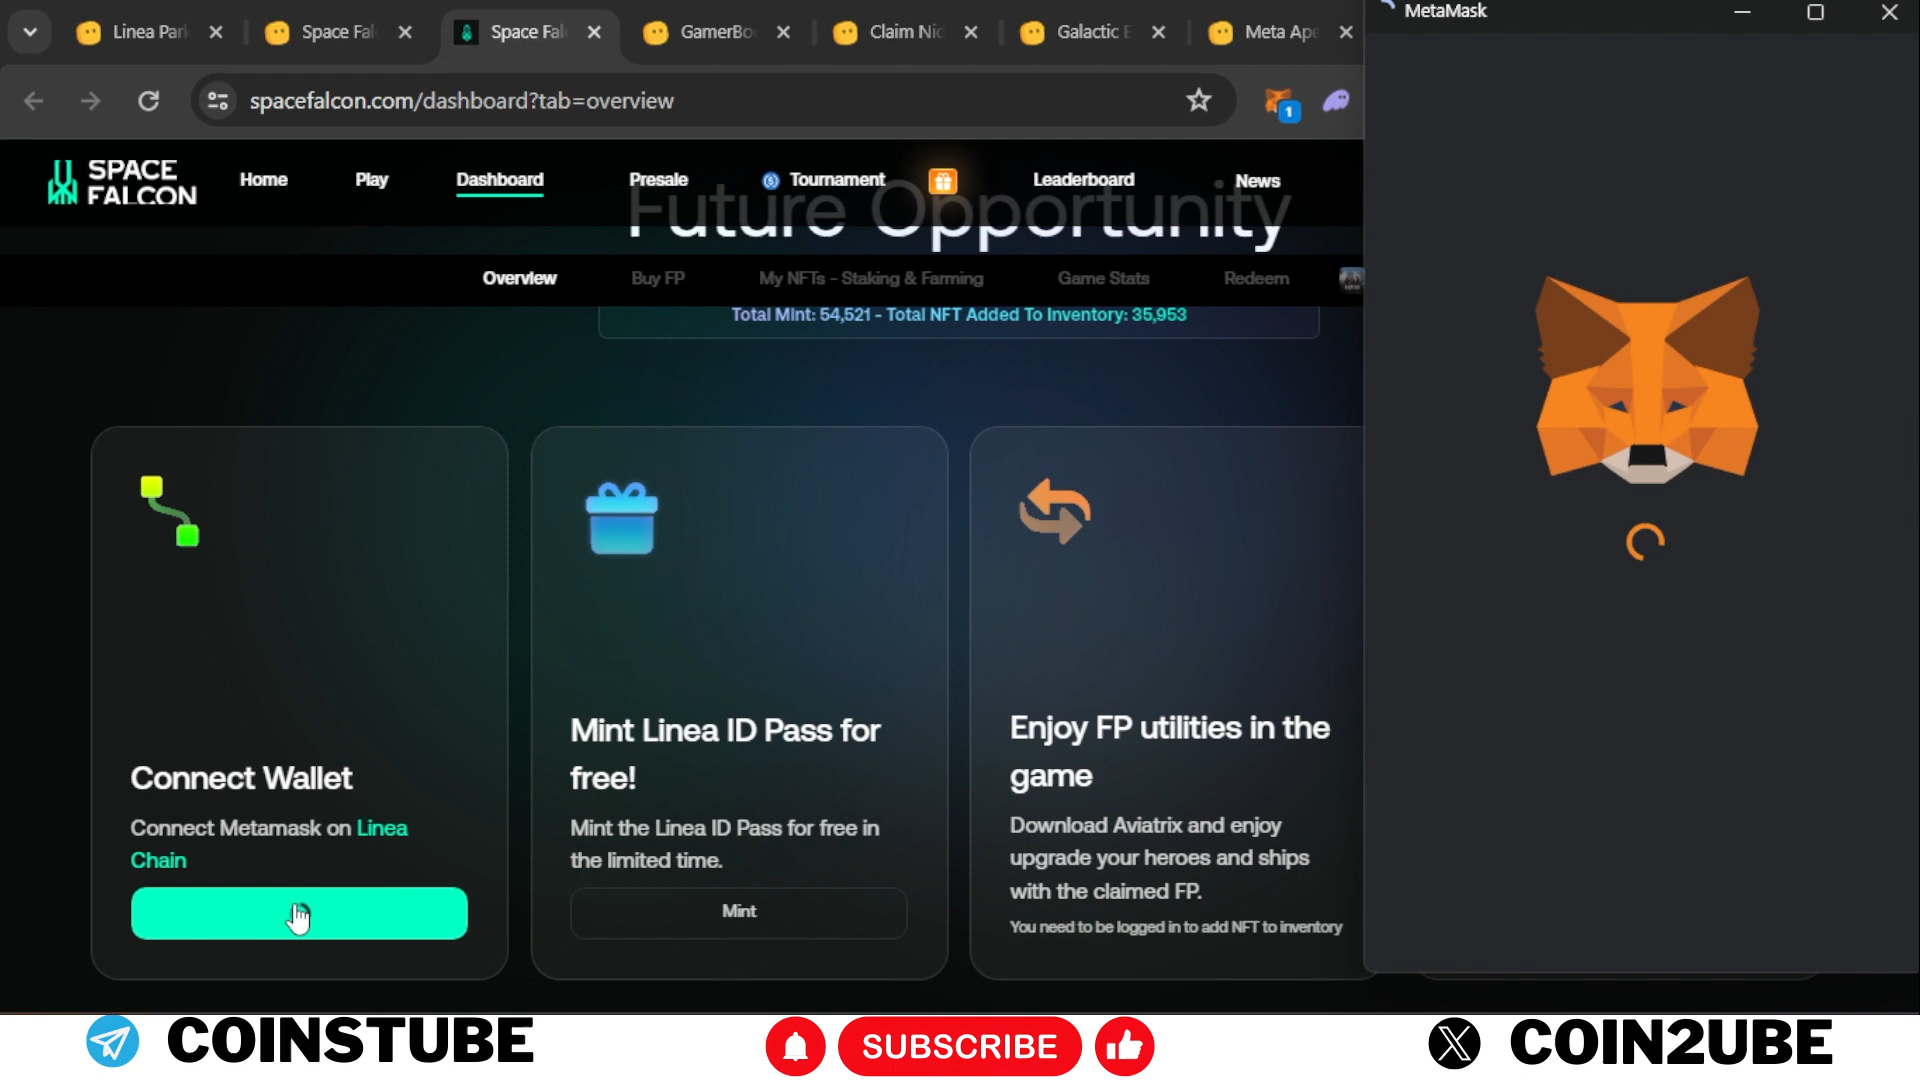 Linea Parl
Space Fal
Space Fal
GamerBo
Claim Nic
Galactic E
Meta Ape
MetaMask
spacefalcon.com/dashboard?tab=overview
1
SPACE FALCON
Home
Play
Dashboard
Presale
Tournament
Leaderboard
News
Future Opportunity
Overview
Buy FP
My NFTs - Staking & Farming
Game Stats
Redeem
Total Mint: 54,521 - Total NFT Added To Inventory: 35,953
Connect Wallet
Connect Metamask on Linea
Chain
Mint Linea ID Pass for
free!
Mint the Linea ID Pass for free in
the limited time.
Mint
Enjoy FP utilities in the
game
Download Aviatrix and enjoy
upgrade your heroes and ships
with the claimed FP.
You need to be logged in to add NFT to inventory
COINSTUBE
SUBSCRIBE
COIN2UBE